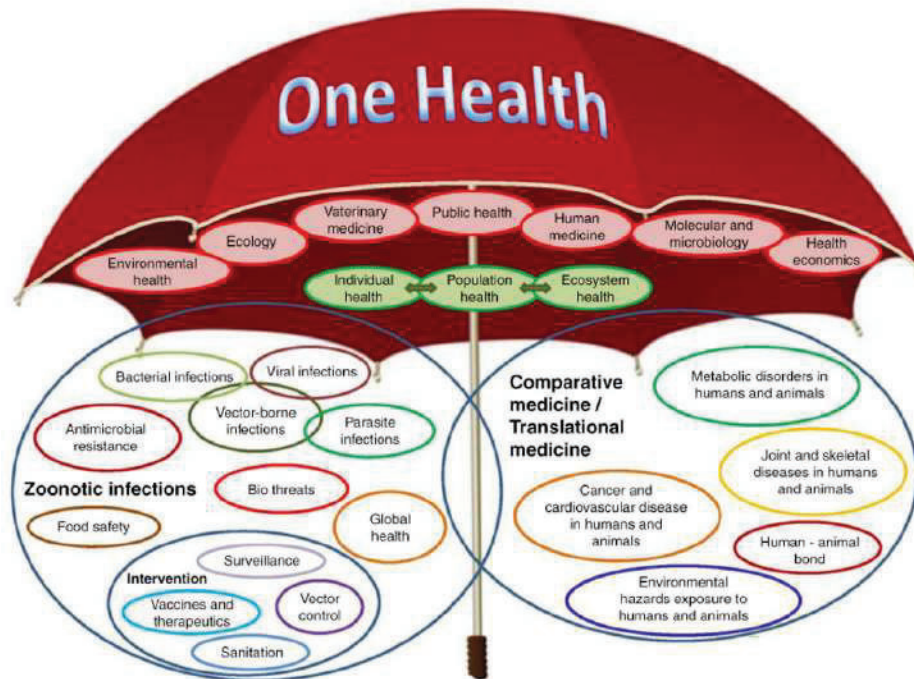 One Health
Environmental
health
Ecology
Vaterinary
medicine
Public health
Human
medicine
Molecular and
microbiology
Health
economics
Individual
health
Population
health
Ecosystem
health
Bacterial infections
Viral infections
Vector-borne
infections
Parasite
infections
Antimicrobial
resistance
Zoonotic infections
Bio threats
Food safety
Global
health
Surveillance
Intervention
Vaccines and
therapeutics
Vector
control
Sanitation
Comparative
medicine /
Translational
medicine
Metabolic disorders in
humans and animals
Joint and skeletal
diseases in humans
and animals
Cancer and
cardiovascular disease
in humans and
animals
Human - animal
bond
Environmental
hazards exposure to
humans and animals